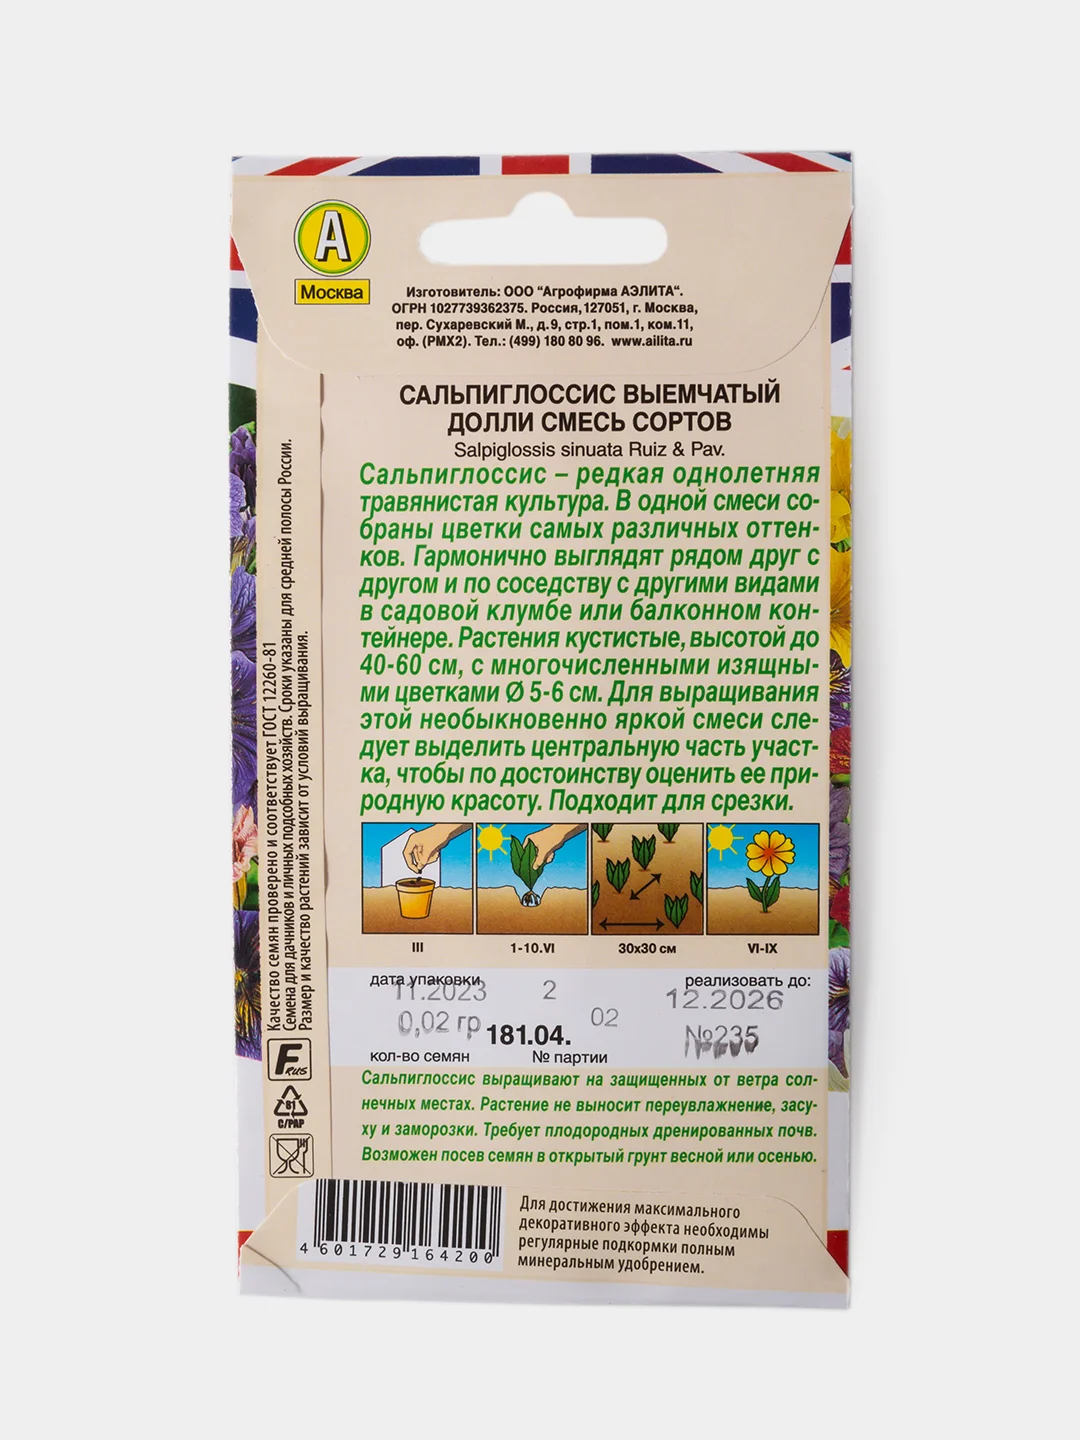 А
Москва
Изготовитель: ООО “Агрофирма АЭЛИТА“.
ОГРН 1027739362375. Россия,127051, г. Москва,
пер. Сухаревский М., д.9, стр.1, пом.1, ком.11,
оф. (РМХ2). Тел.: (499) 180 80 96. www.ailita.ru
САЛЬПИГЛОССИС ВЫЕМЧАТЫЙ
ДОЛЛИ СМЕСЬ СОРТОВ
Salpiglossis sinuata Ruiz & Pav.
Сальпиглоссис – редкая однолетняя
травянистая культура. В одной смеси со-
браны цветки самых различных оттен-
ков. Гармонично выглядят рядом друг с
другом и по соседству с другими видами
в садовой клумбе или балконном кон-
тейнере. Растения кустистые, высотой до
40-60 см, с многочисленными изящны-
ми цветками Ø 5-6 см. Для выращивания
этой необыкновенно яркой смеси сле-
дует выделить центральную часть участ-
ка, чтобы по достоинству оценить ее при-
родную красоту. Подходит для срезки.
III
1-10.VI
30х30 см
VI-IX
дата упаковки
реализовать до:
11.2023
2
12.2026
0,02 гр
181.04.
02
№235
кол-во семян
№ партии
Сальпиглоссис выращивают на защищенных от ветра сол-
нечных местах. Растение не выносит переувлажнение, засу-
ху и заморозки. Требует плодородных дренированных почв.
Возможен посев семян в открытый грунт весной или осенью.
Качество семян проверено и соответствует ГОСТ 12260-81
Семена для дачников и личных подсобных хозяйств. Сроки указаны для средней полосы России.
Размер и качество растений зависит от условий выращивания.
F RUS
81
C/PAP
4 601729 164200
Для достижения максимального
декоративного эффекта необходимы
регулярные подкормки полным
минеральным удобрением.